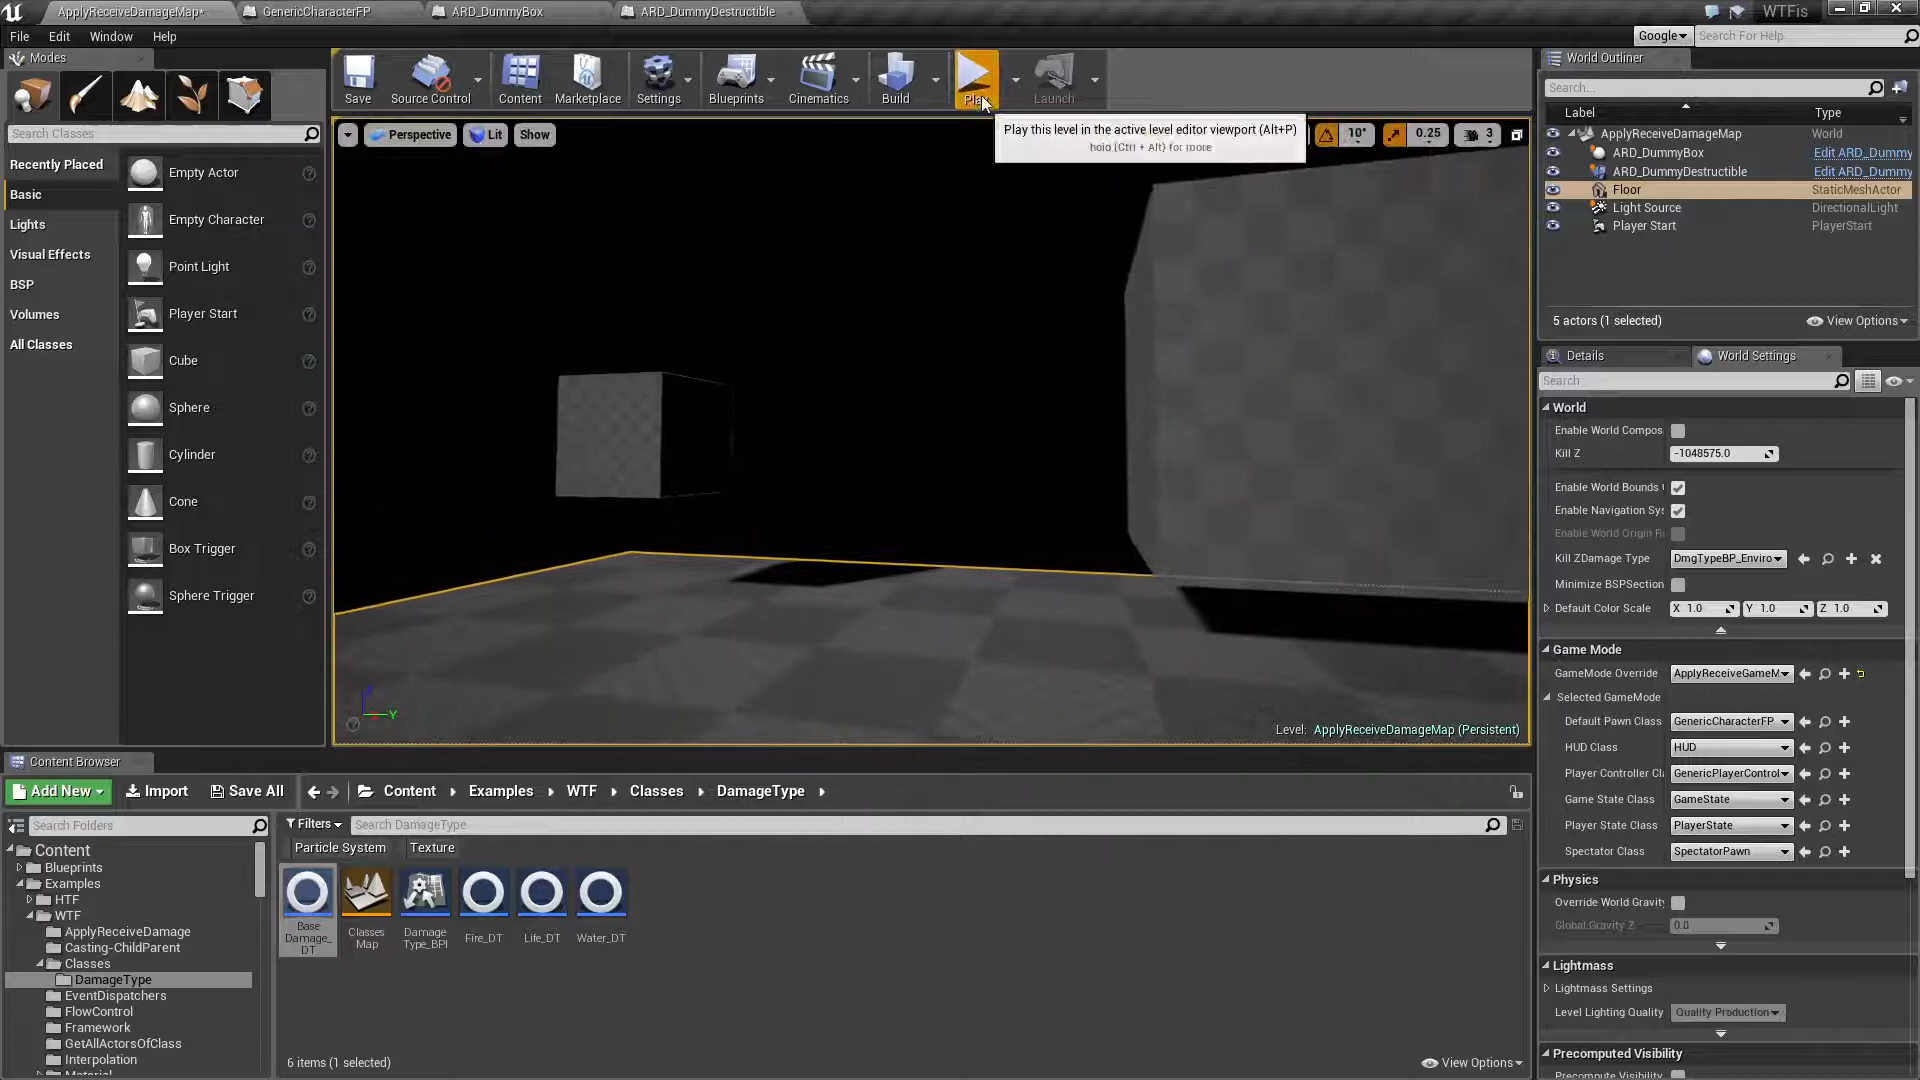 ApplyReceiveDamageMap*
GenericCharacterFP
ARD_DummyBox
ARD_DummyDestructible
WTFis
File
Edit
Window
Help
Google
Search For Help
Modes
Save
Source Control
Content
Marketplace
Settings
Blueprints
Cinematics
Build
Play
Launch
World Outliner
Search...
Label
Type
ApplyReceiveDamageMap
World
ARD_DummyBox
Edit ARD_Dummy
ARD_DummyDestructible
Edit ARD_Dummy
Floor
StaticMeshActor
Light Source
DirectionalLight
Player Start
PlayerStart
5 actors (1 selected)
View Options
Search Classes
Recently Placed
Basic
Lights
Visual Effects
BSP
Volumes
All Classes
Empty Actor
Empty Character
Point Light
Player Start
Cube
Sphere
Cylinder
Cone
Box Trigger
Sphere Trigger
Perspective
Lit
Show
Play this level in the active level editor viewport (Alt+P)
hold (Ctrl + Alt) for more
10°
0.25
3
Y
Level: ApplyReceiveDamageMap (Persistent)
Details
World Settings
Search
World
Enable World Compos
Kill Z
-1048575.0
Enable World Bounds
Enable Navigation Sys
Enable World Origin R
Kill ZDamage Type
DmgTypeBP_Enviro
Minimize BSPSection
Default Color Scale
X 1.0
Y 1.0
Z 1.0
Game Mode
GameMode Override
ApplyReceiveGameM
Selected GameMode
Default Pawn Class
GenericCharacterFP
HUD Class
HUD
Player Controller Cl
GenericPlayerControl
Game State Class
GameState
Player State Class
PlayerState
Spectator Class
SpectatorPawn
Physics
Override World Gravit
Global Gravity Z
0.0
Lightmass
Lightmass Settings
Level Lighting Quality
Quality Production
Precomputed Visibility
Precompute Visibility
Content Browser
Add New
Import
Save All
Content
Examples
WTF
Classes
DamageType
Search Folders
Filters
Search DamageType
Particle System
Texture
Content
Blueprints
Examples
HTF
WTF
ApplyReceiveDamage
Casting-ChildParent
Classes
DamageType
EventDispatchers
FlowControl
Framework
GetAllActorsOfClass
Interpolation
Material
Base
Damage_
DT
Classes
Map
Damage
Type_BPI
Fire_DT
Life_DT
Water_DT
6 items (1 selected)
View Options